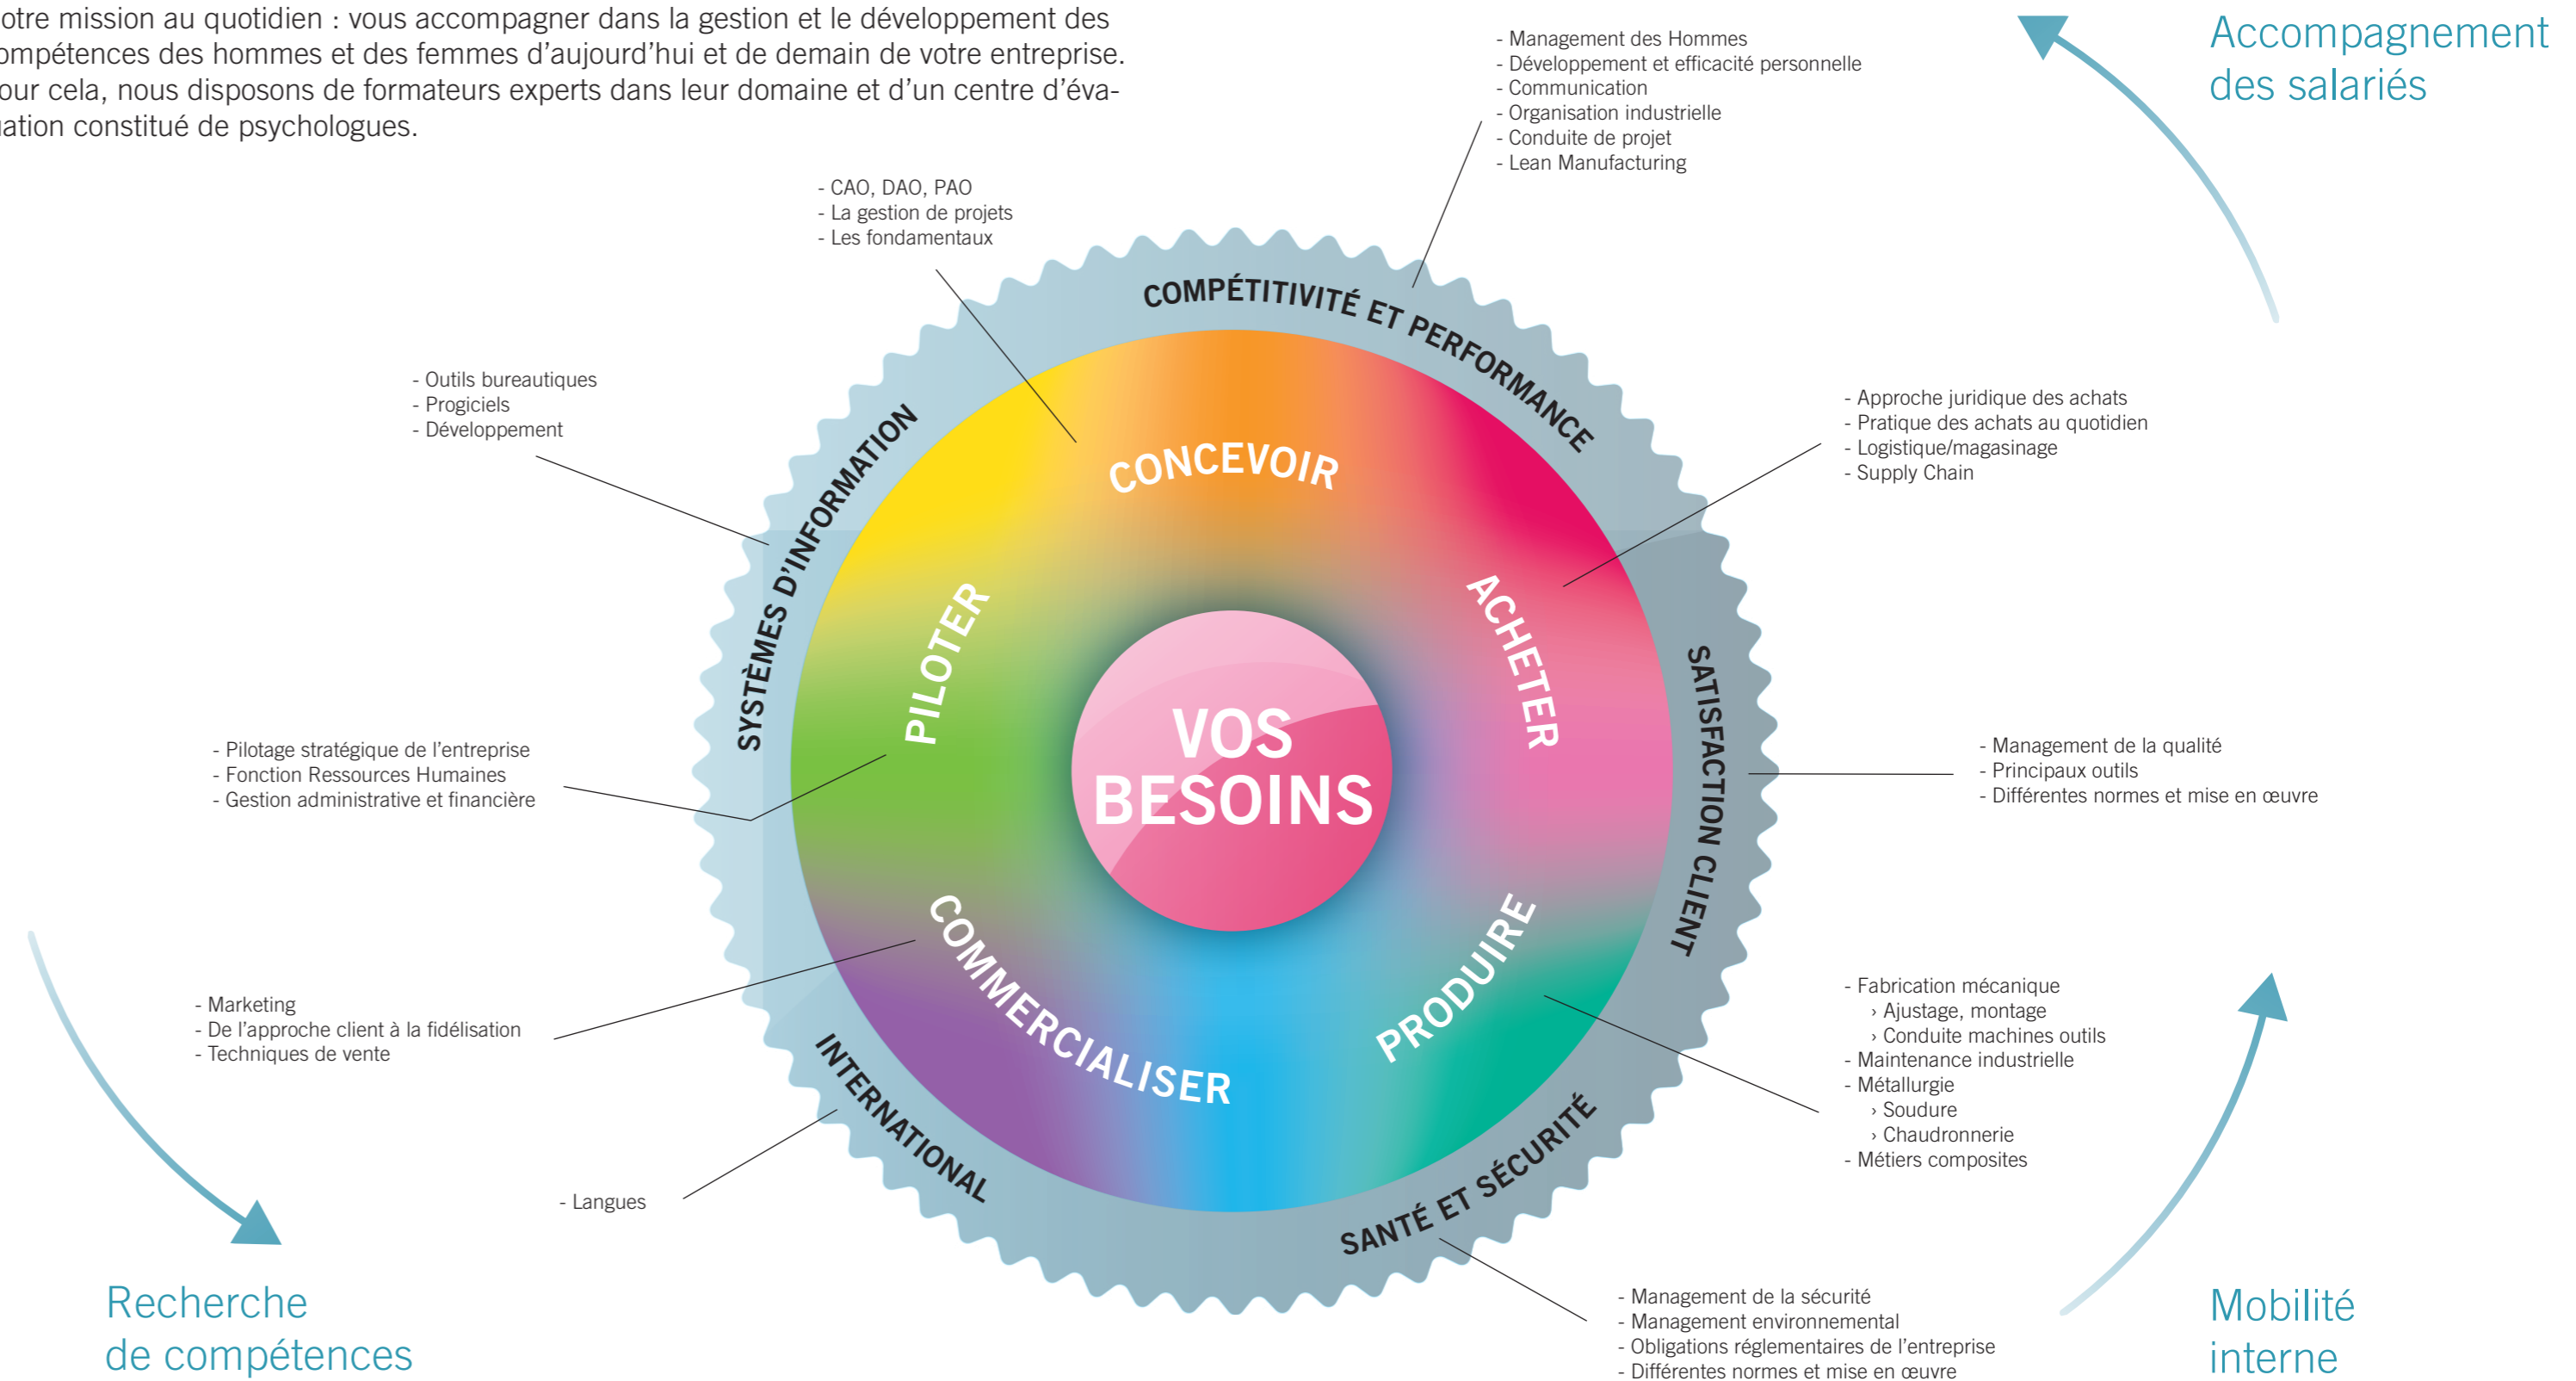 otre mission au quotidien : vous accompagner dans la gestion et le développement des
ompétences des hommes et des femmes d'aujourd'hui et de demain de votre entreprise.
our cela, nous disposons de formateurs experts dans leur domaine et d'un centre d'éva-
uation constitué de psychologues.
Accompagnement
des salariés
- Management des Hommes
- Développement et efficacité personnelle
- Communication
- Organisation industrielle
- Conduite de projet
- Lean Manufacturing
- CAO, DAO, PAO
- La gestion de projets
- Les fondamentaux
COMPÉTITIVITÉ ET PERFORMANCE
- Outils bureautiques
- Progiciels
- Développement
SYSTÈMES D'INFORMATION
CONCEVOIR
- Approche juridique des achats
- Pratique des achats au quotidien
- Logistique/magasinage
- Supply Chain
PILOTER
ACHETER
VOS
BESOINS
SATISFACTION CLIENT
- Pilotage stratégique de l'entreprise
- Fonction Ressources Humaines
- Gestion administrative et financière
- Management de la qualité
- Principaux outils
- Différentes normes et mise en œuvre
COMMERCIALISER
PRODUIRE
- Marketing
- De l'approche client à la fidélisation
- Techniques de vente
- Fabrication mécanique
› Ajustage, montage
› Conduite machines outils
- Maintenance industrielle
- Métallurgie
› Soudure
› Chaudronnerie
- Métiers composites
INTERNATIONAL
SANTÉ ET SÉCURITÉ
- Langues
- Management de la sécurité
- Management environnemental
- Obligations réglementaires de l'entreprise
- Différentes normes et mise en œuvre
Recherche
de compétences
Mobilité
interne